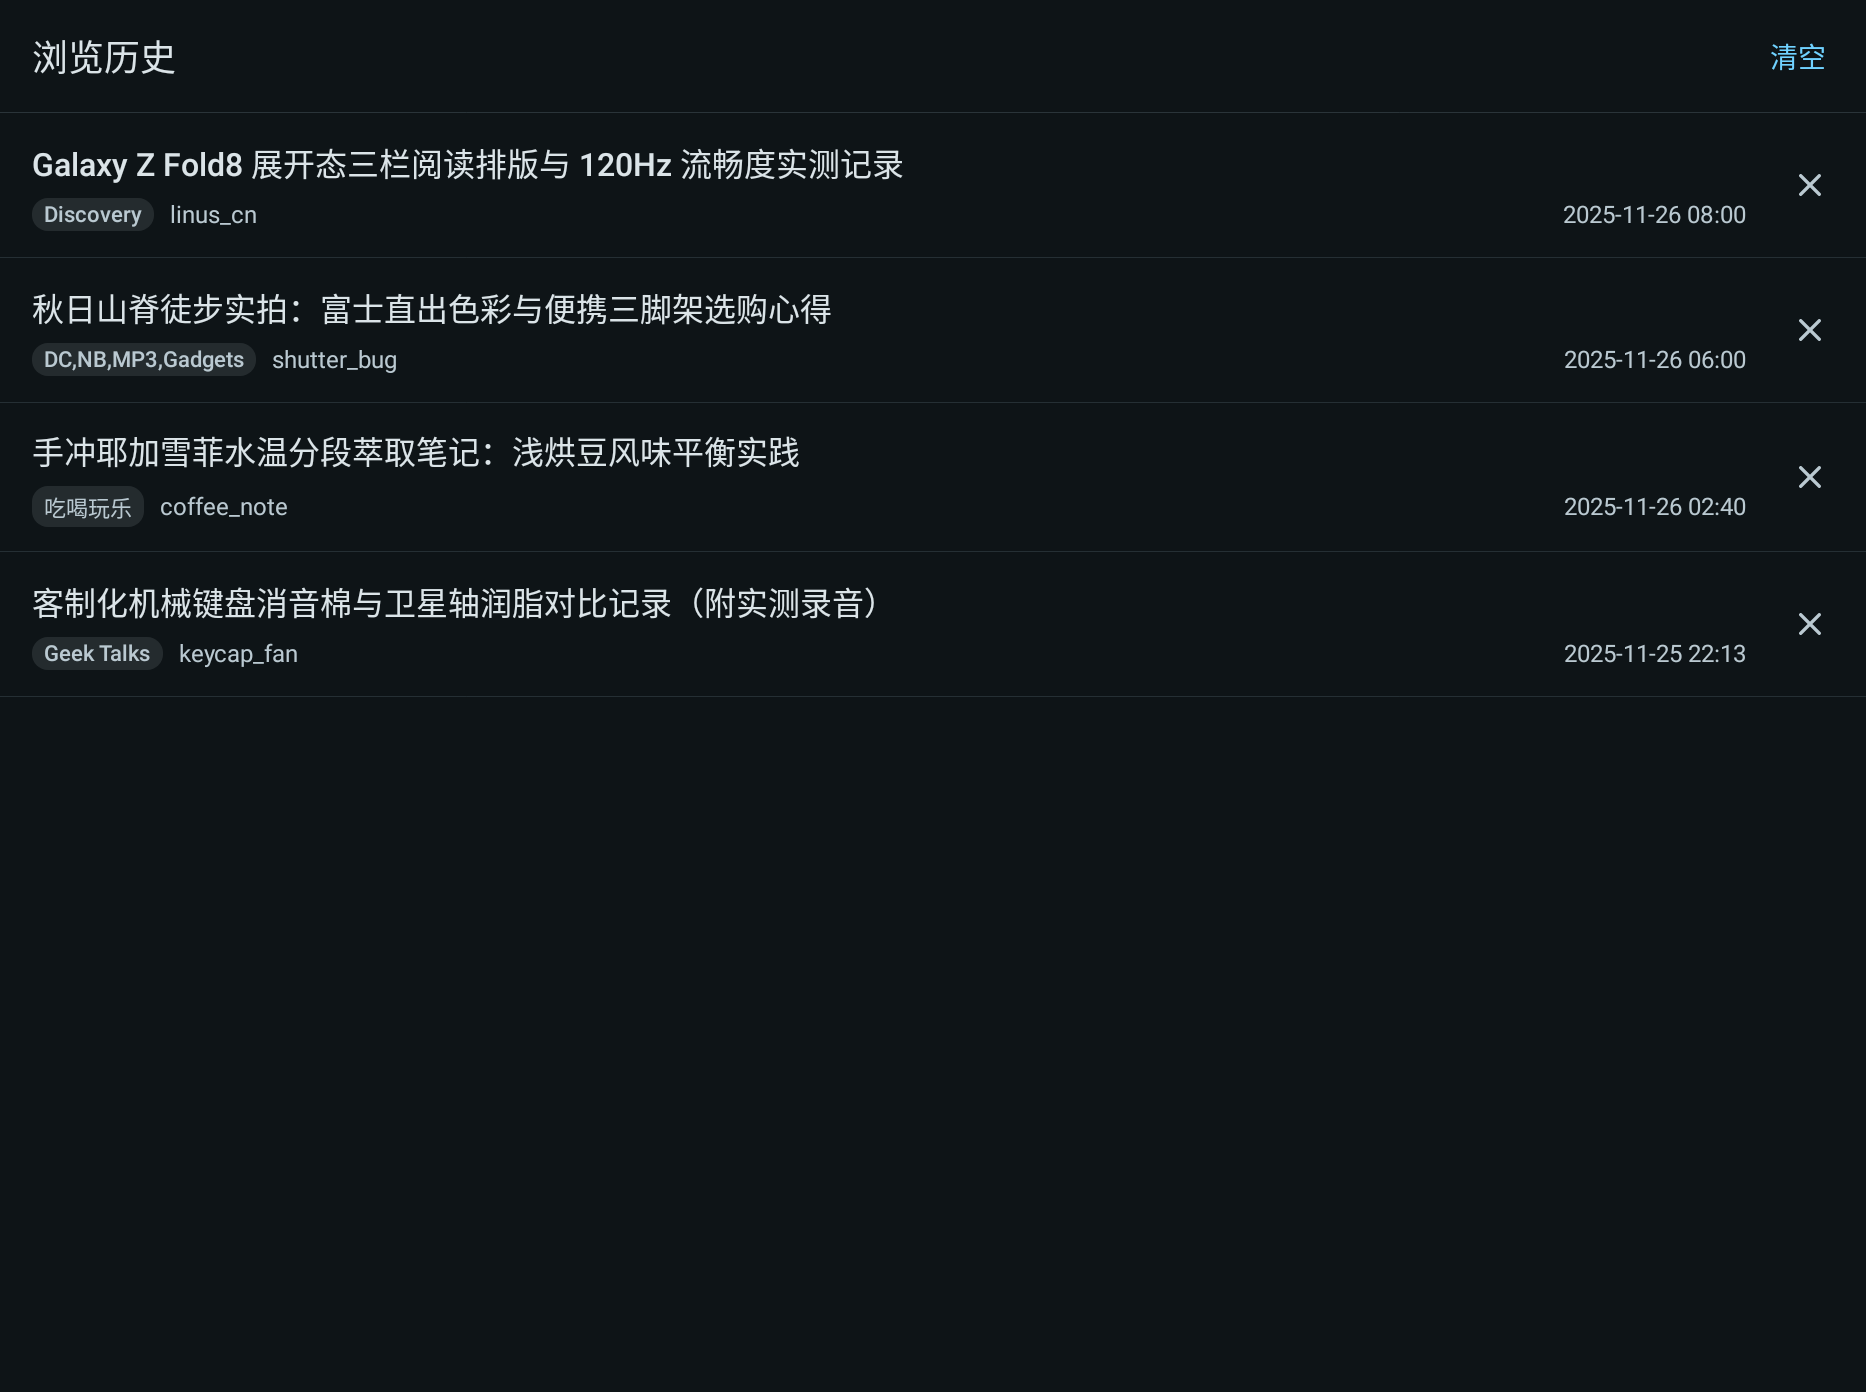 浏览历史
清空
Galaxy Z Fold8 展开态三栏阅读排版与 120Hz 流畅度实测记录
Discovery linus_cn 2025-11-26 08:00
秋日山脊徒步实拍：富士直出色彩与便携三脚架选购心得
DC,NB,MP3,Gadgets shutter_bug 2025-11-26 06:00
手冲耶加雪菲水温分段萃取笔记：浅烘豆风味平衡实践
吃喝玩乐 coffee_note 2025-11-26 02:40
客制化机械键盘消音棉与卫星轴润脂对比记录（附实测录音）
Geek Talks keycap_fan 2025-11-25 22:13